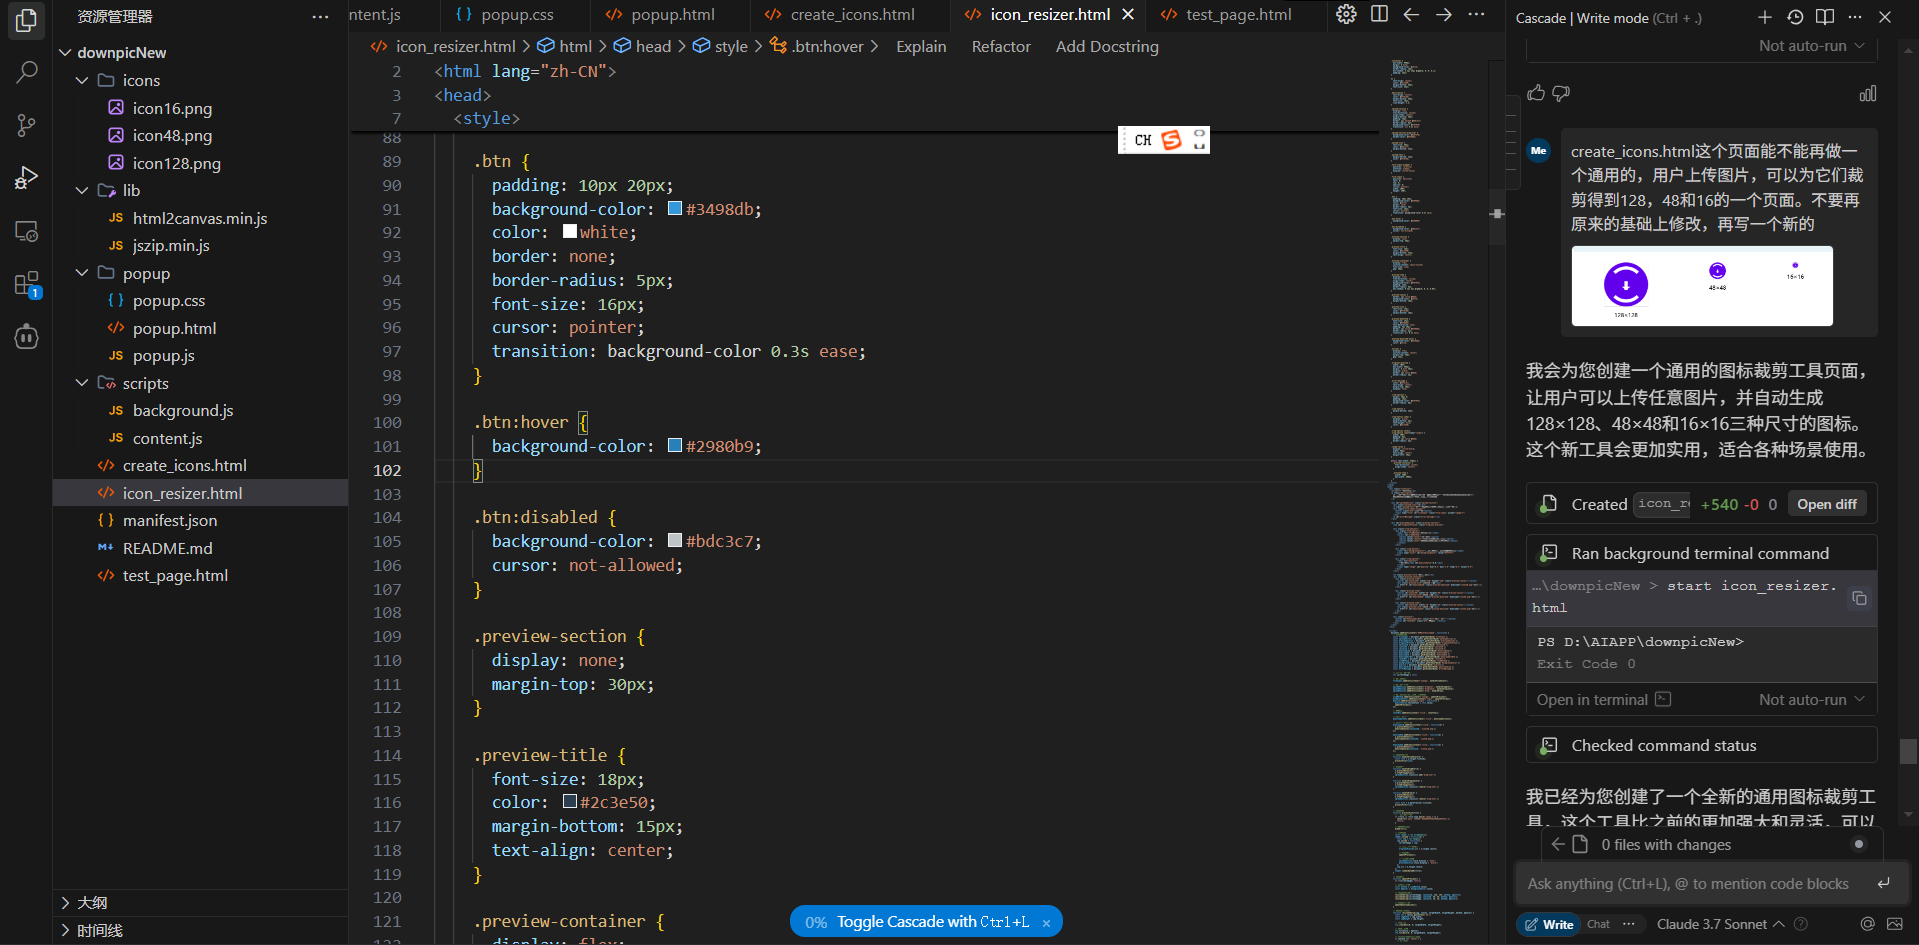 资源管理器
downpicNew
icons
icon16.png
icon48.png
icon128.png
lib
html2canvas.min.js
jszip.min.js
popup
popup.css
popup.html
popup.js
scripts
background.js
content.js
create_icons.html
icon_resizer.html
manifest.json
README.md
test_page.html
大纲
时间线
ntent.js
popup.css
popup.html
create_icons.html
icon_resizer.html
test_page.html
icon_resizer.html > html > head > style > .btn:hover > Explain Refactor Add Docstring
2 <html lang="zh-CN">
3 <head>
7 <style>
88
89 .btn {
90 padding: 10px 20px;
91 background-color: #3498db;
92 color: white;
93 border: none;
94 border-radius: 5px;
95 font-size: 16px;
96 cursor: pointer;
97 transition: background-color 0.3s ease;
98 }
99
100 .btn:hover {
101 background-color: #2980b9;
102 }
103
104 .btn:disabled {
105 background-color: #bdc3c7;
106 cursor: not-allowed;
107 }
108
109 .preview-section {
110 display: none;
111 margin-top: 30px;
112 }
113
114 .preview-title {
115 font-size: 18px;
116 color: #2c3e50;
117 margin-bottom: 15px;
118 text-align: center;
119 }
120
121 .preview-container {
CH
0% Toggle Cascade with Ctrl+L ×
Cascade | Write mode (Ctrl + .)
Not auto-run
Me
create_icons.html这个页面能不能再做一
个通用的，用户上传图片，可以为它们裁
剪得到128，48和16的一个页面。不要再
原来的基础上修改，再写一个新的
128×128
48×48
16×16
我会为您创建一个通用的图标裁剪工具页面，
让用户可以上传任意图片，并自动生成
128×128、48×48和16×16三种尺寸的图标。
这个新工具会更加实用，适合各种场景使用。
Created icon_re +540 -0 0 Open diff
Ran background terminal command
…\downpicNew > start icon_resizer.
html
PS D:\AIAPP\downpicNew>
Exit Code 0
Open in terminal
Not auto-run
Checked command status
我已经为您创建了一个全新的通用图标裁剪工
具，这个工具比之前的更加强大和灵活，可以
0 files with changes
Ask anything (Ctrl+L), @ to mention code blocks
Write Chat Claude 3.7 Sonnet